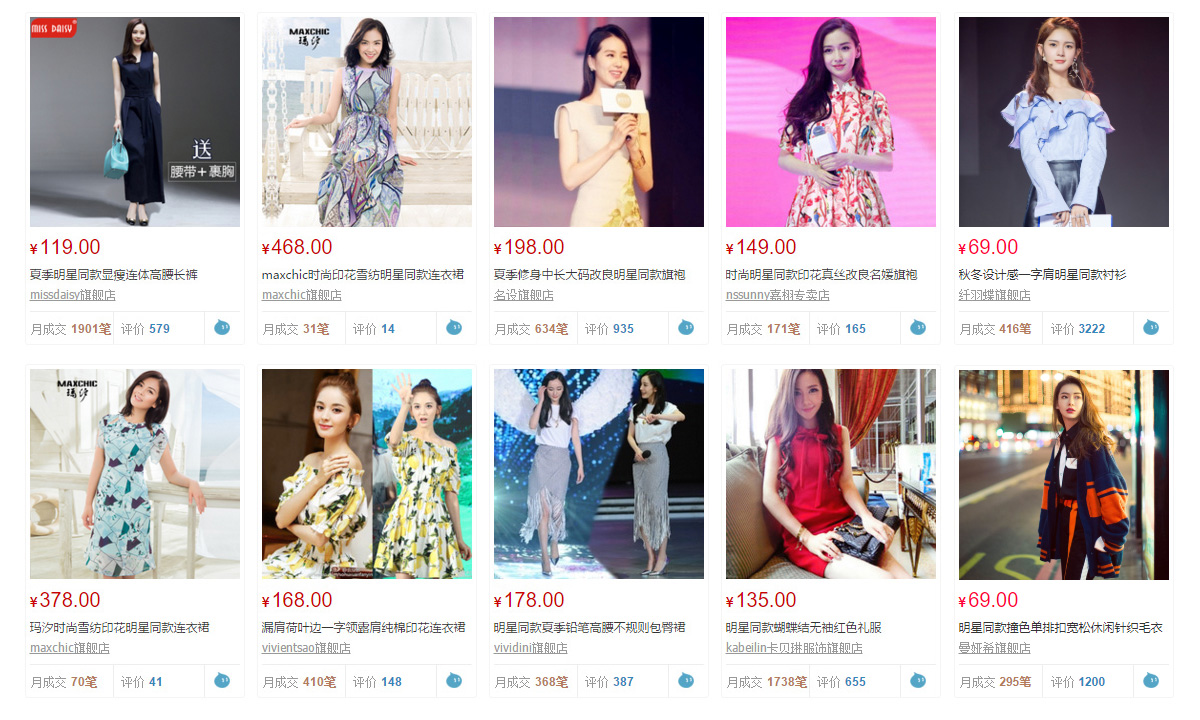 MISS DAISY
送
腰带+裹胸
¥119.00
夏季明星同款显瘦连体高腰长裤
missdaisy旗舰店
月成交 1901笔 评价 579
MAXCHIC
玛汐
¥468.00
maxchic时尚印花雪纺明星同款连衣裙
maxchic旗舰店
月成交 31笔 评价 14
¥198.00
夏季修身中长大码改良明星同款旗袍
名设旗舰店
月成交 634笔 评价 935
¥149.00
时尚明星同款印花真丝改良名媛旗袍
nssunny嘉栩专卖店
月成交 171笔 评价 165
¥69.00
秋冬设计感一字肩明星同款衬衫
纤羽蝶旗舰店
月成交 416笔 评价 3222
MAXCHIC
玛汐
¥378.00
玛汐时尚雪纺印花明星同款连衣裙
maxchic旗舰店
月成交 70笔 评价 41
¥168.00
漏肩荷叶边一字领露肩纯棉印花连衣裙
vivientsao旗舰店
月成交 410笔 评价 148
¥178.00
明星同款夏季铅笔高腰不规则包臀裙
vividini旗舰店
月成交 368笔 评价 387
¥135.00
明星同款蝴蝶结无袖红色礼服
kabeilin卡贝琳服饰旗舰店
月成交 1738笔 评价 655
¥69.00
明星同款撞色单排扣宽松休闲针织毛衣
曼娅希旗舰店
月成交 295笔 评价 1200